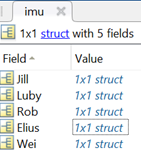 imu
1x1 struct with 5 fields
Field Value
Jill 1x1 struct
Luby 1x1 struct
Rob 1x1 struct
Elius 1x1 struct
Wei 1x1 struct